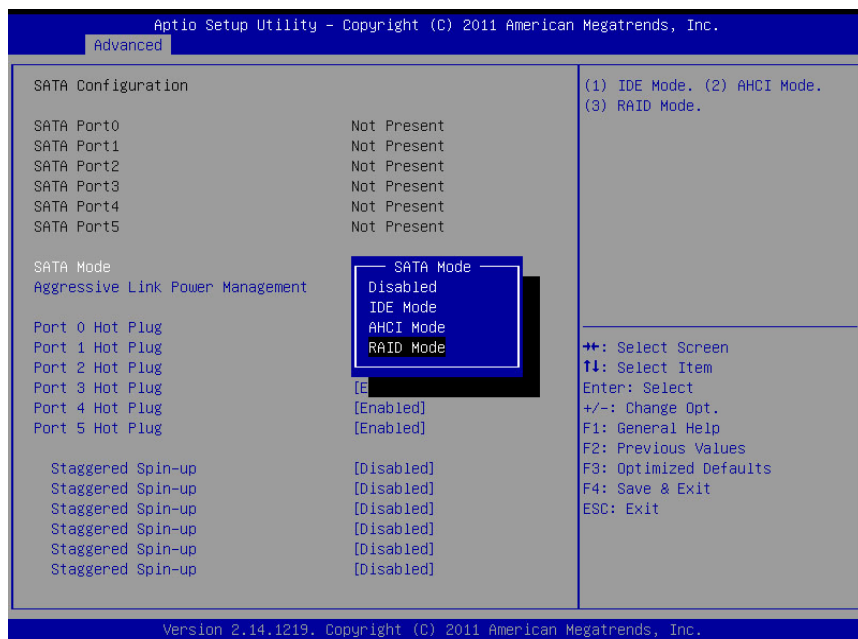 Aptio Setup Utility – Copyright (C) 2011 American Megatrends, Inc.
Advanced
SATA Configuration
SATA Port0 Not Present
SATA Port1 Not Present
SATA Port2 Not Present
SATA Port3 Not Present
SATA Port4 Not Present
SATA Port5 Not Present
SATA Mode
Aggressive Link Power Management
Port 0 Hot Plug
Port 1 Hot Plug
Port 2 Hot Plug
Port 3 Hot Plug [E
Port 4 Hot Plug [Enabled]
Port 5 Hot Plug [Enabled]
Staggered Spin-up [Disabled]
Staggered Spin-up [Disabled]
Staggered Spin-up [Disabled]
Staggered Spin-up [Disabled]
Staggered Spin-up [Disabled]
Staggered Spin-up [Disabled]
SATA Mode
Disabled
IDE Mode
AHCI Mode
RAID Mode
(1) IDE Mode. (2) AHCI Mode.
(3) RAID Mode.
→←: Select Screen
↑↓: Select Item
Enter: Select
+/-: Change Opt.
F1: General Help
F2: Previous Values
F3: Optimized Defaults
F4: Save & Exit
ESC: Exit
Version 2.14.1219. Copyright (C) 2011 American Megatrends, Inc.